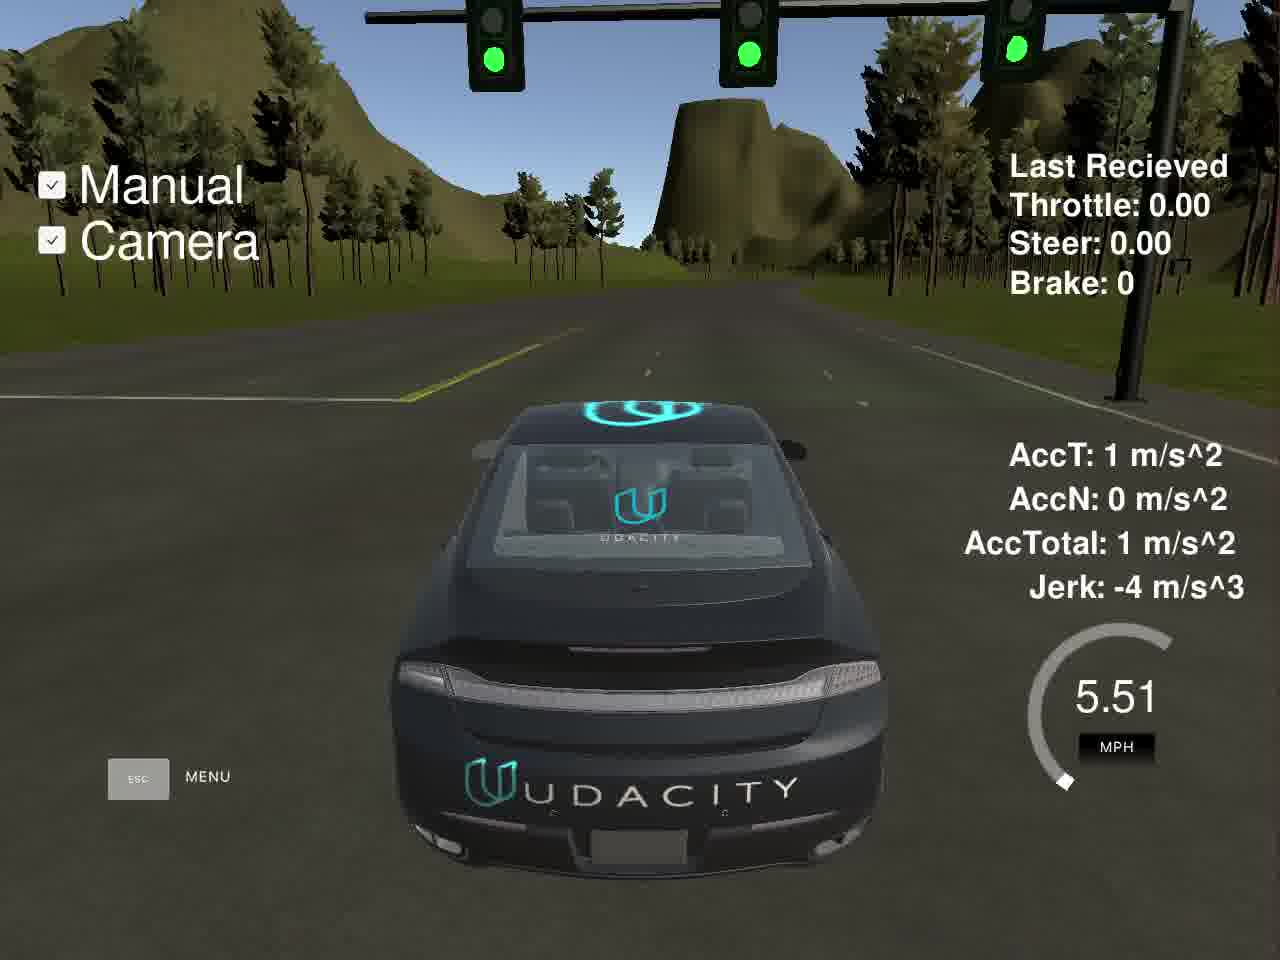 Manual
Camera
Last Recieved
Throttle: 0.00
Steer: 0.00
Brake: 0
AccT: 1 m/s^2
AccN: 0 m/s^2
AccTotal: 1 m/s^2
Jerk: -4 m/s^3
UDACITY
5.51
MPH
ESC MENU
UDACITY